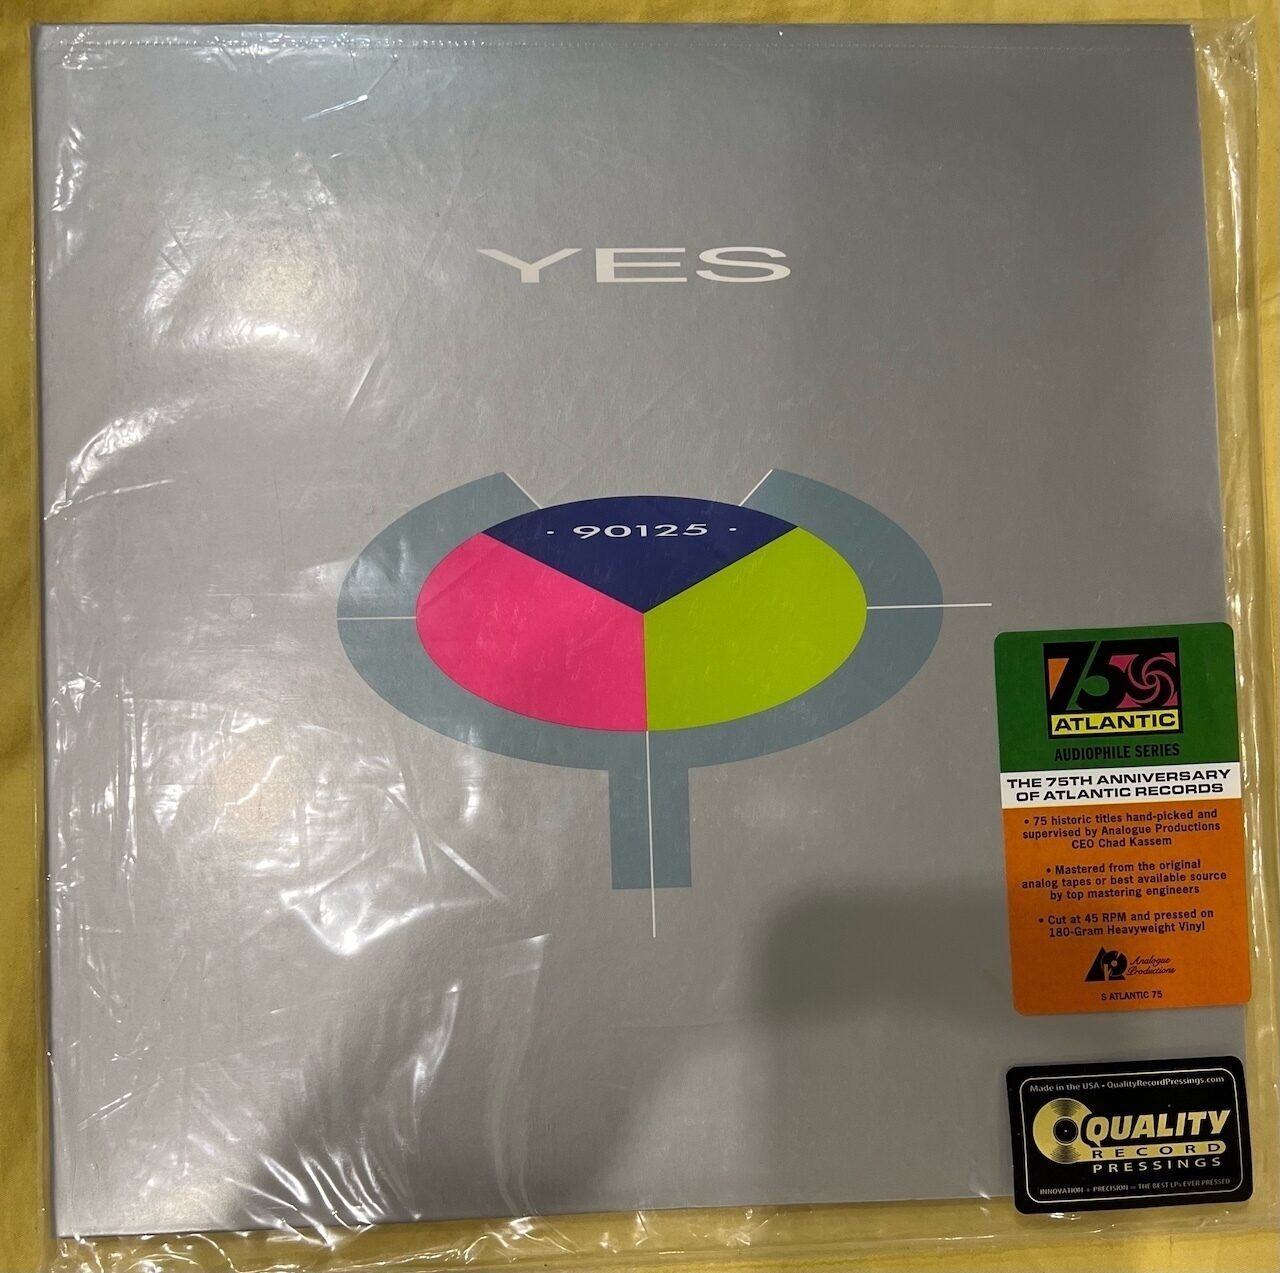 YES
· 90125 ·
75
ATLANTIC
AUDIOPHILE SERIES
THE 75TH ANNIVERSARY
OF ATLANTIC RECORDS
• 75 historic titles hand-picked and
supervised by Analogue Productions
CEO Chad Kassem
• Mastered from the original
analog tapes or best available source
by top mastering engineers
• Cut at 45 RPM and pressed on
180-Gram Heavyweight Vinyl
Analogue
Productions
S ATLANTIC 75
Made in the USA • QualityRecordPressings.com
QUALITY
RECORD
PRESSINGS
INNOVATION + PRECISION = THE BEST LPs EVER PRESSED